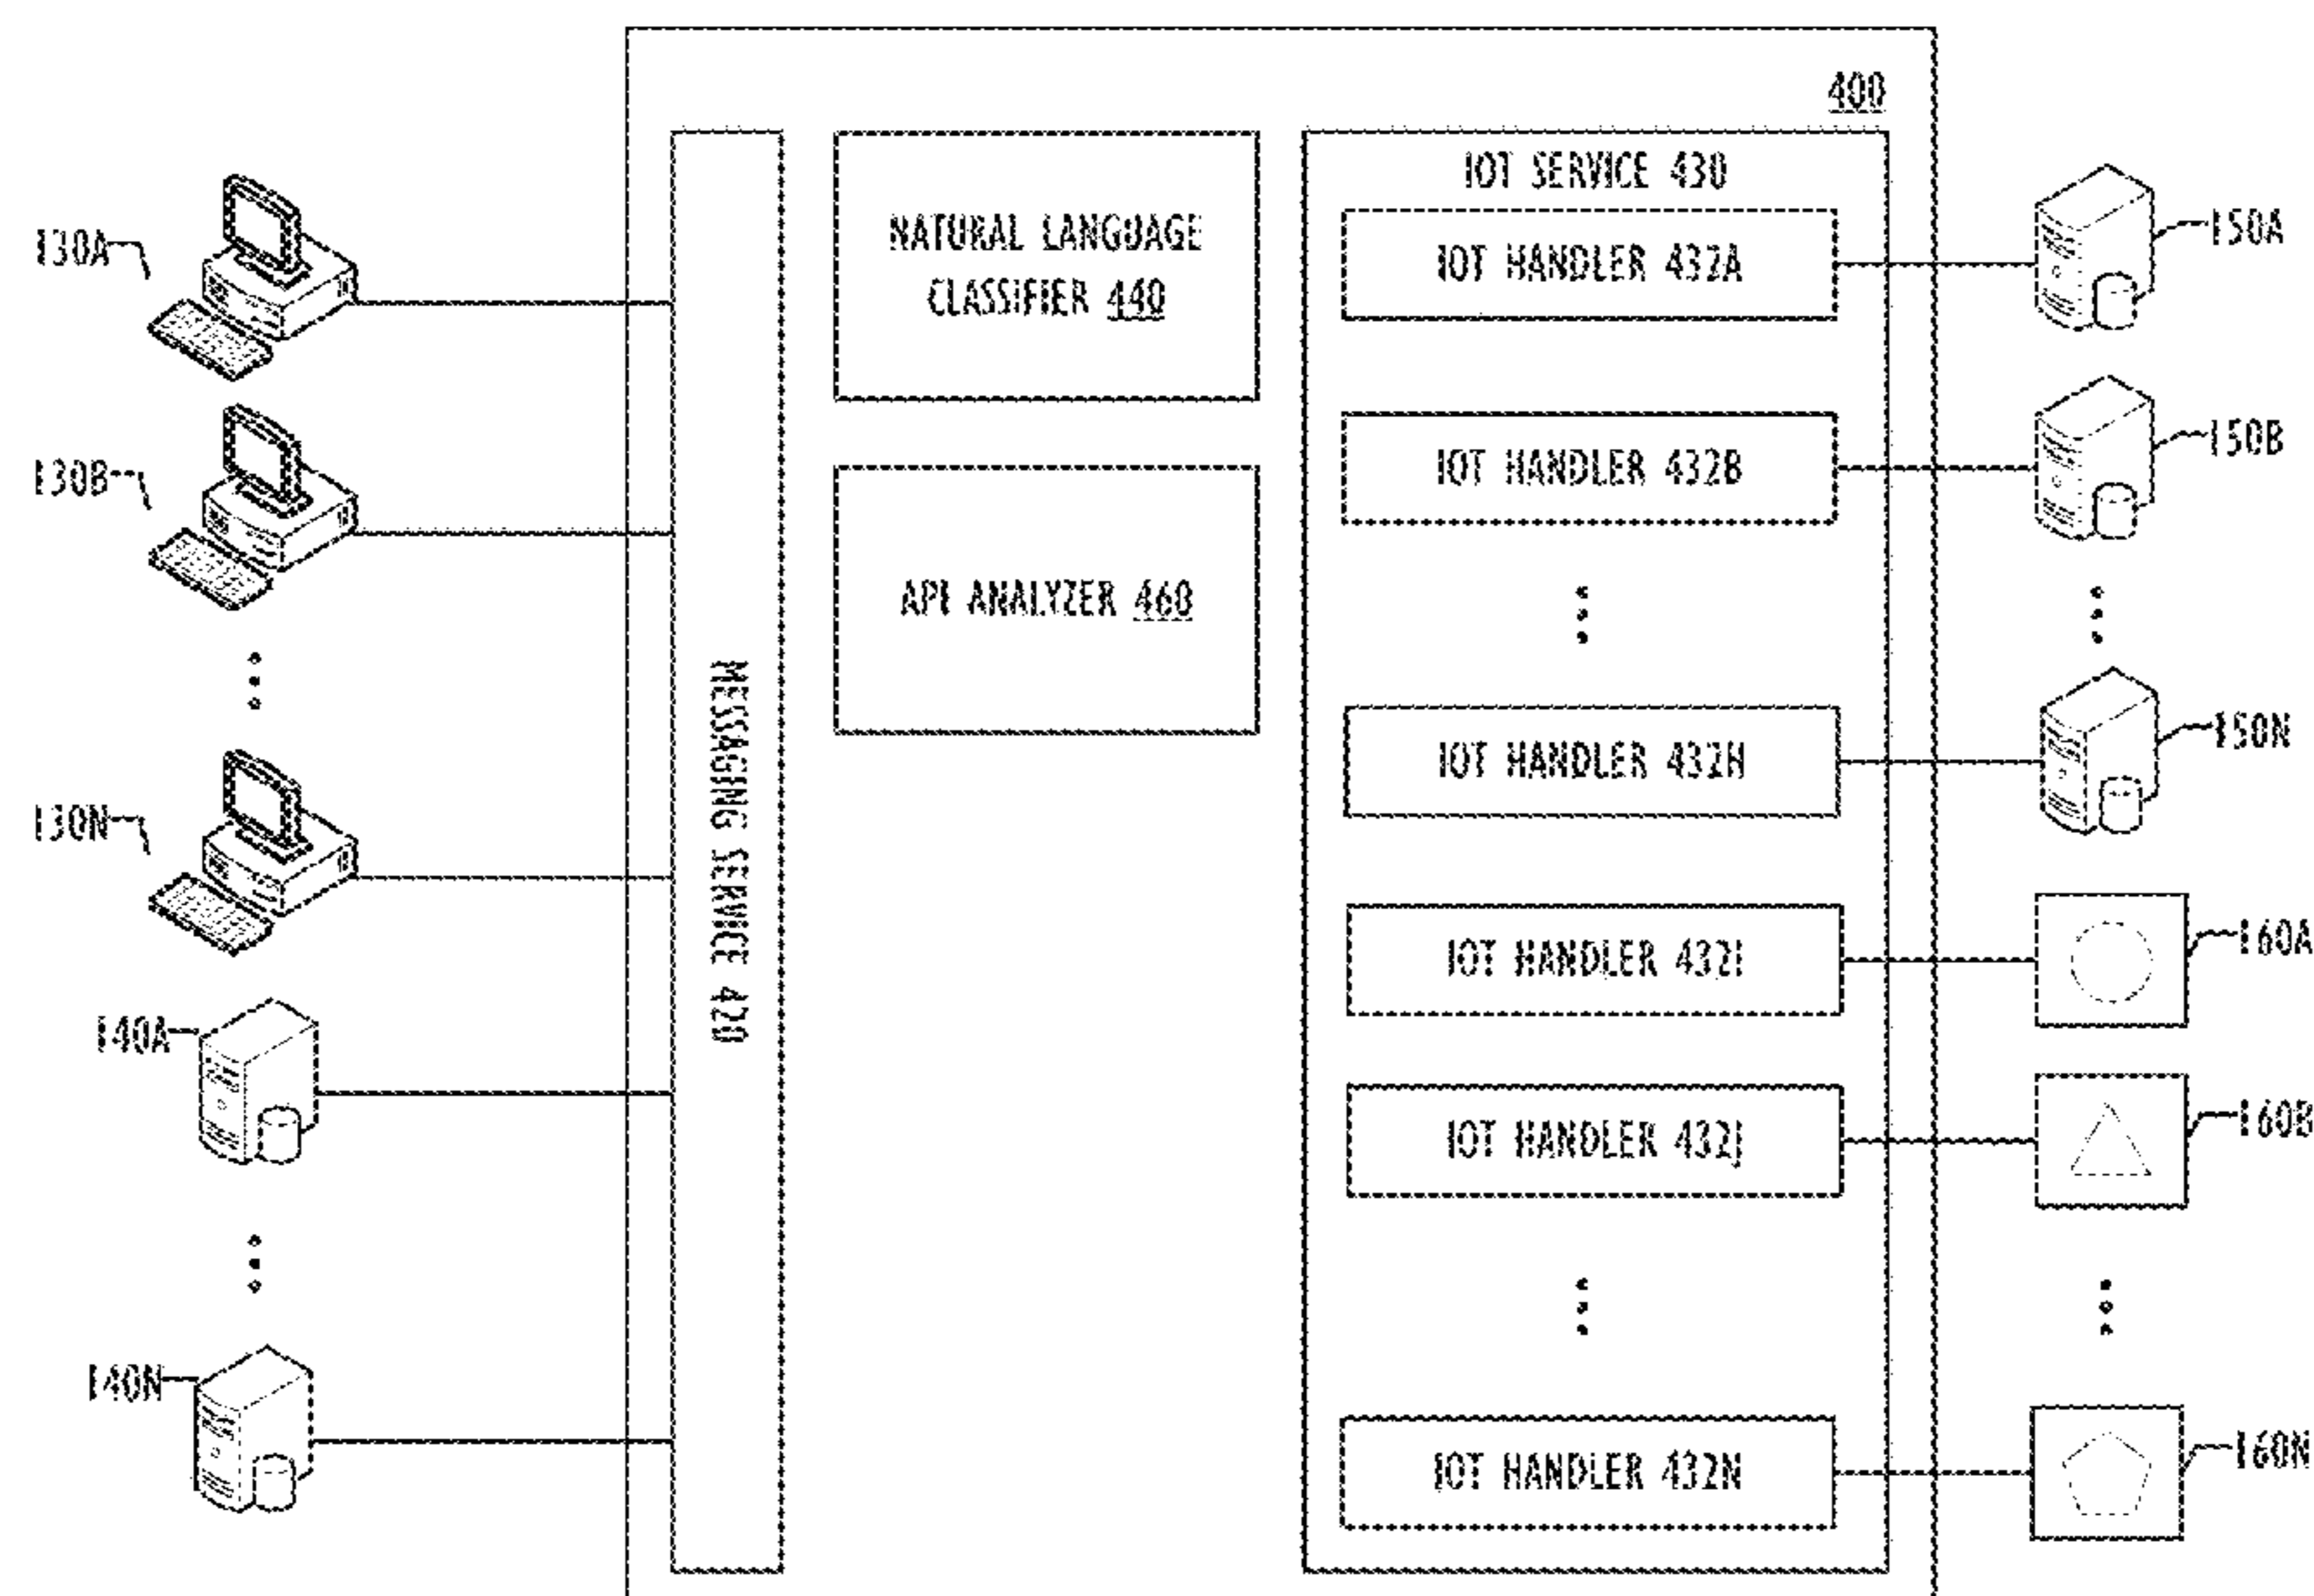 400
130A
130B
130N
140A
140N
MESSAGING SERVICE 420
NATURAL LANGUAGE
CLASSIFIER 440
API ANALYZER 460
IOT SERVICE 430
IOT HANDLER 432A
IOT HANDLER 432B
IOT HANDLER 432H
IOT HANDLER 432I
IOT HANDLER 432J
IOT HANDLER 432N
150A
150B
150N
160A
160B
160N